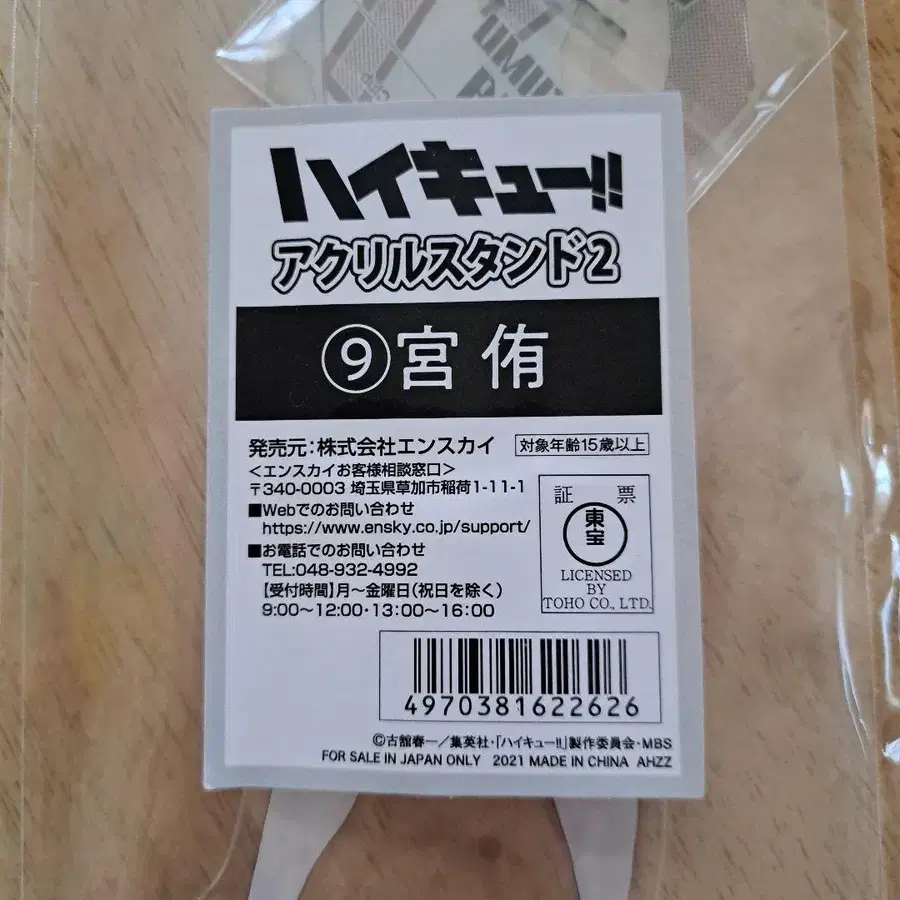 ハイキュー!!
アクリルスタンド2
⑨宮 侑
発売元:株式会社エンスカイ
対象年齢15歳以上
<エンスカイお客様相談窓口>
〒340-0003 埼玉県草加市稲荷1-11-1
■Webでのお問い合わせ
https://www.ensky.co.jp/support/
■お電話でのお問い合わせ
TEL:048-932-4992
【受付時間】月～金曜日(祝日を除く)
9:00～12:00・13:00～16:00
証 票
東宝
LICENSED
BY
TOHO CO., LTD.
4970381622626
©古舘春一／集英社・「ハイキュー!!」製作委員会・MBS
FOR SALE IN JAPAN ONLY 2021 MADE IN CHINA AHZZ